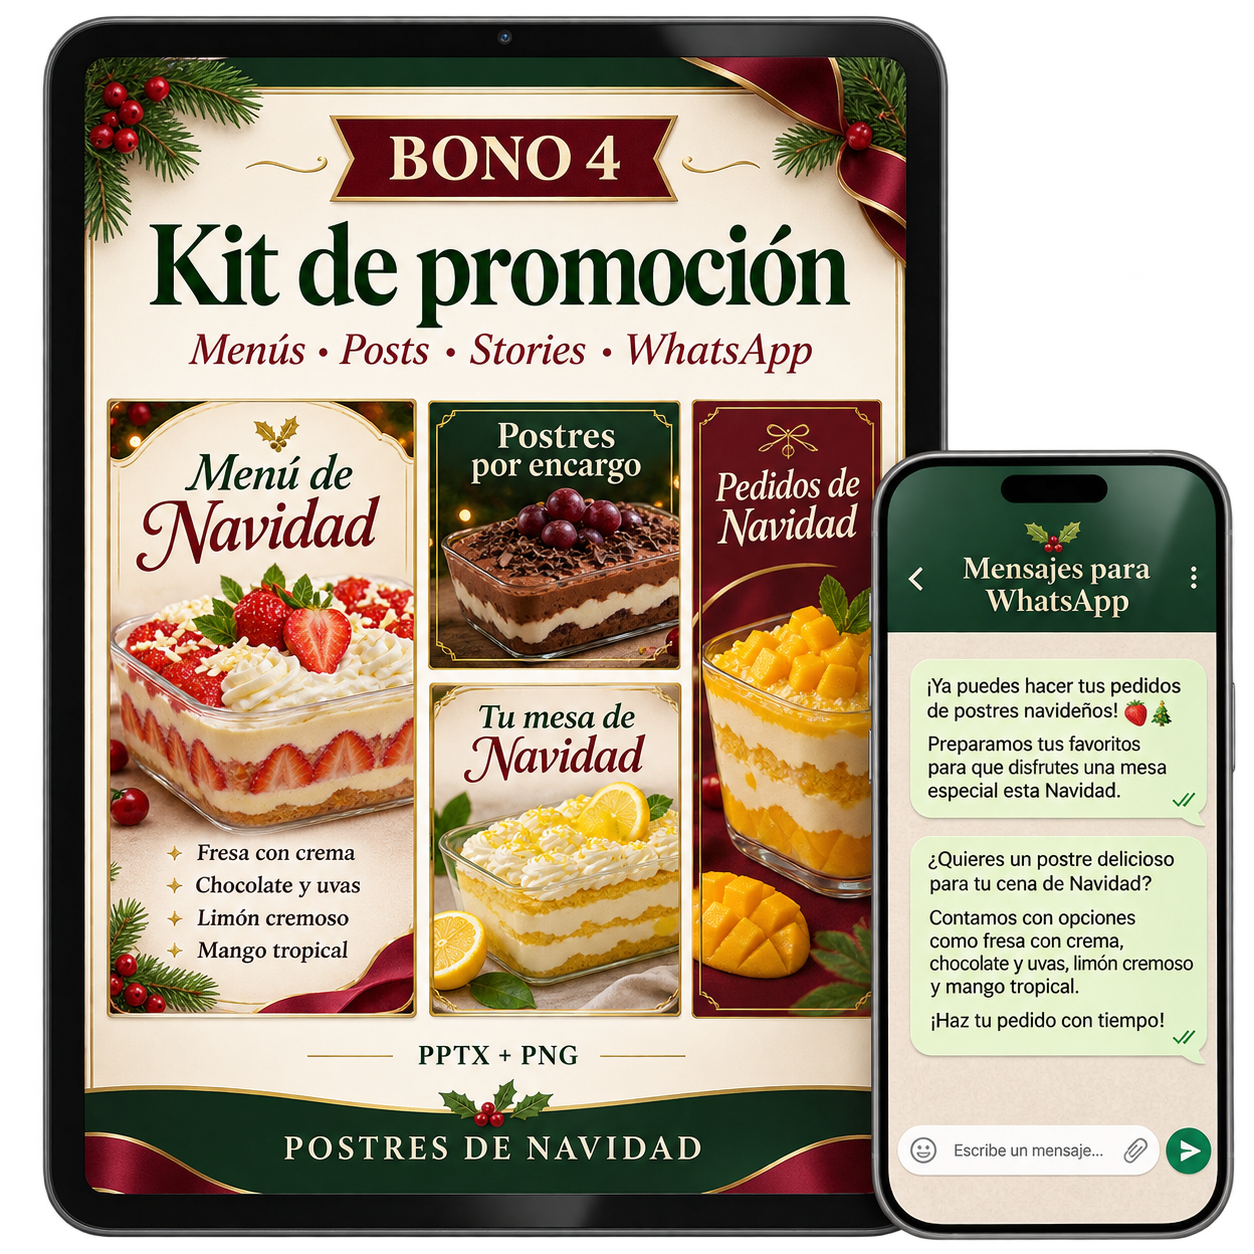 BONO 4
Kit de promoción
Menús • Posts • Stories • WhatsApp
Menú de
Navidad
Fresa con crema
Chocolate y uvas
Limón cremoso
Mango tropical
Postres
por encargo
Tu mesa de
Navidad
Pedidos de
Navidad
PPTX + PNG
POSTRES DE NAVIDAD
Mensajes para
WhatsApp
¡Ya puedes hacer tus pedidos
de postres navideños! 🍓🎄
Preparamos tus favoritos
para que disfrutes una mesa
especial esta Navidad.
¿Quieres un postre delicioso
para tu cena de Navidad?
Contamos con opciones
como fresa con crema,
chocolate y uvas, limón cremoso
y mango tropical.
¡Haz tu pedido con tiempo!
Escribe un mensaje...